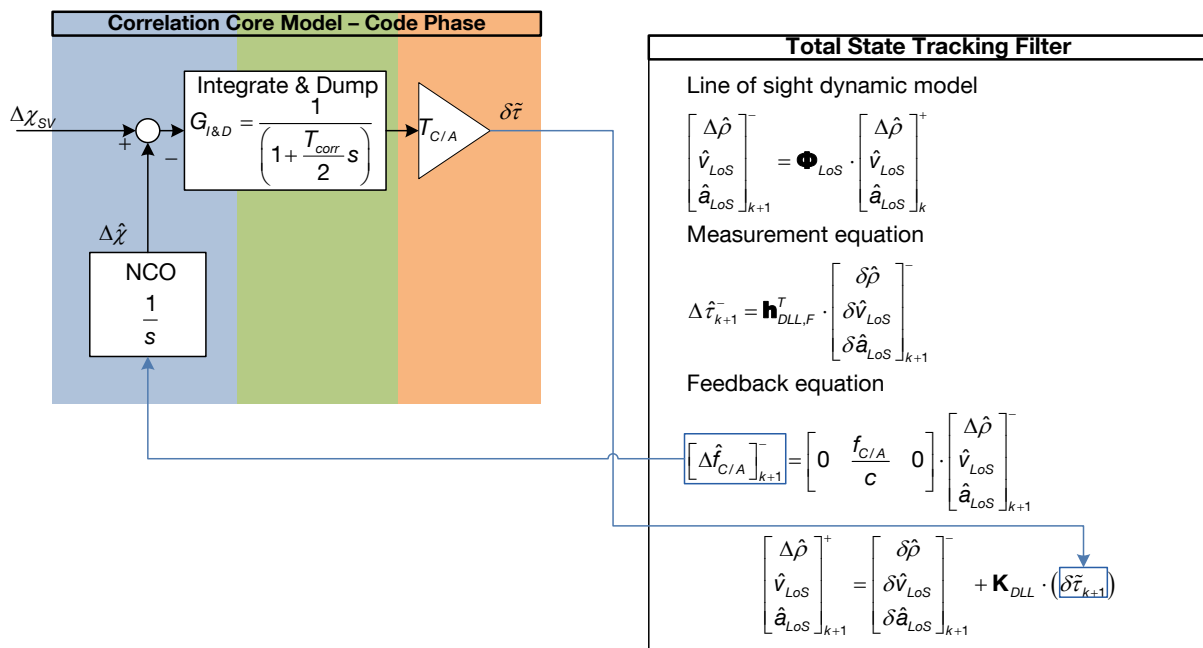 Correlation Core Model – Code Phase
Δχ_SV
+
−
Integrate & Dump
G_I&D = 1 / (1 + T_corr/2 s)
T_C/A
δτ̃
Δχ̂
NCO
1/s
Total State Tracking Filter
Line of sight dynamic model
[Δρ̂ v̂_LoS â_LoS]⁻_k+1 = Φ_LoS · [Δρ̂ v̂_LoS â_LoS]⁺_k
Measurement equation
Δτ̂⁻_k+1 = h^T_DLL,F · [δρ̂ δv̂_LoS δâ_LoS]⁻_k+1
Feedback equation
[Δf̂_C/A]⁻_k+1 = [0 f_C/A/c 0] · [Δρ̂ v̂_LoS â_LoS]⁻_k+1
[Δρ̂ v̂_LoS â_LoS]⁺_k+1 = [δρ̂ δv̂_LoS δâ_LoS]⁻_k+1 + K_DLL · (δτ̃_k+1)